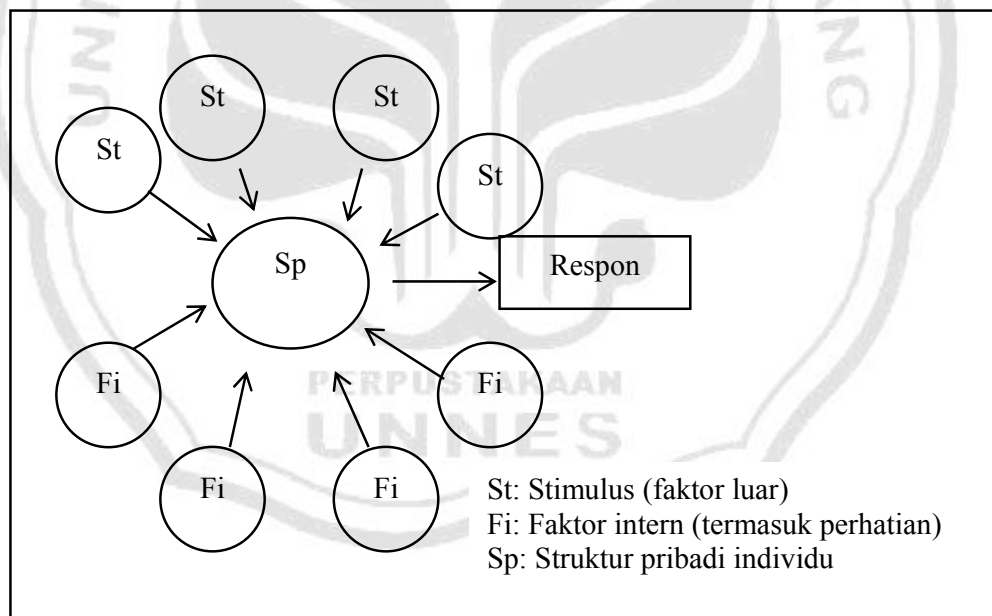 St
St
St
St
Sp
Respon
Fi
Fi
Fi
Fi
PERPUSTAKAAN
UNNES
St: Stimulus (faktor luar)
Fi: Faktor intern (termasuk perhatian)
Sp: Struktur pribadi individu